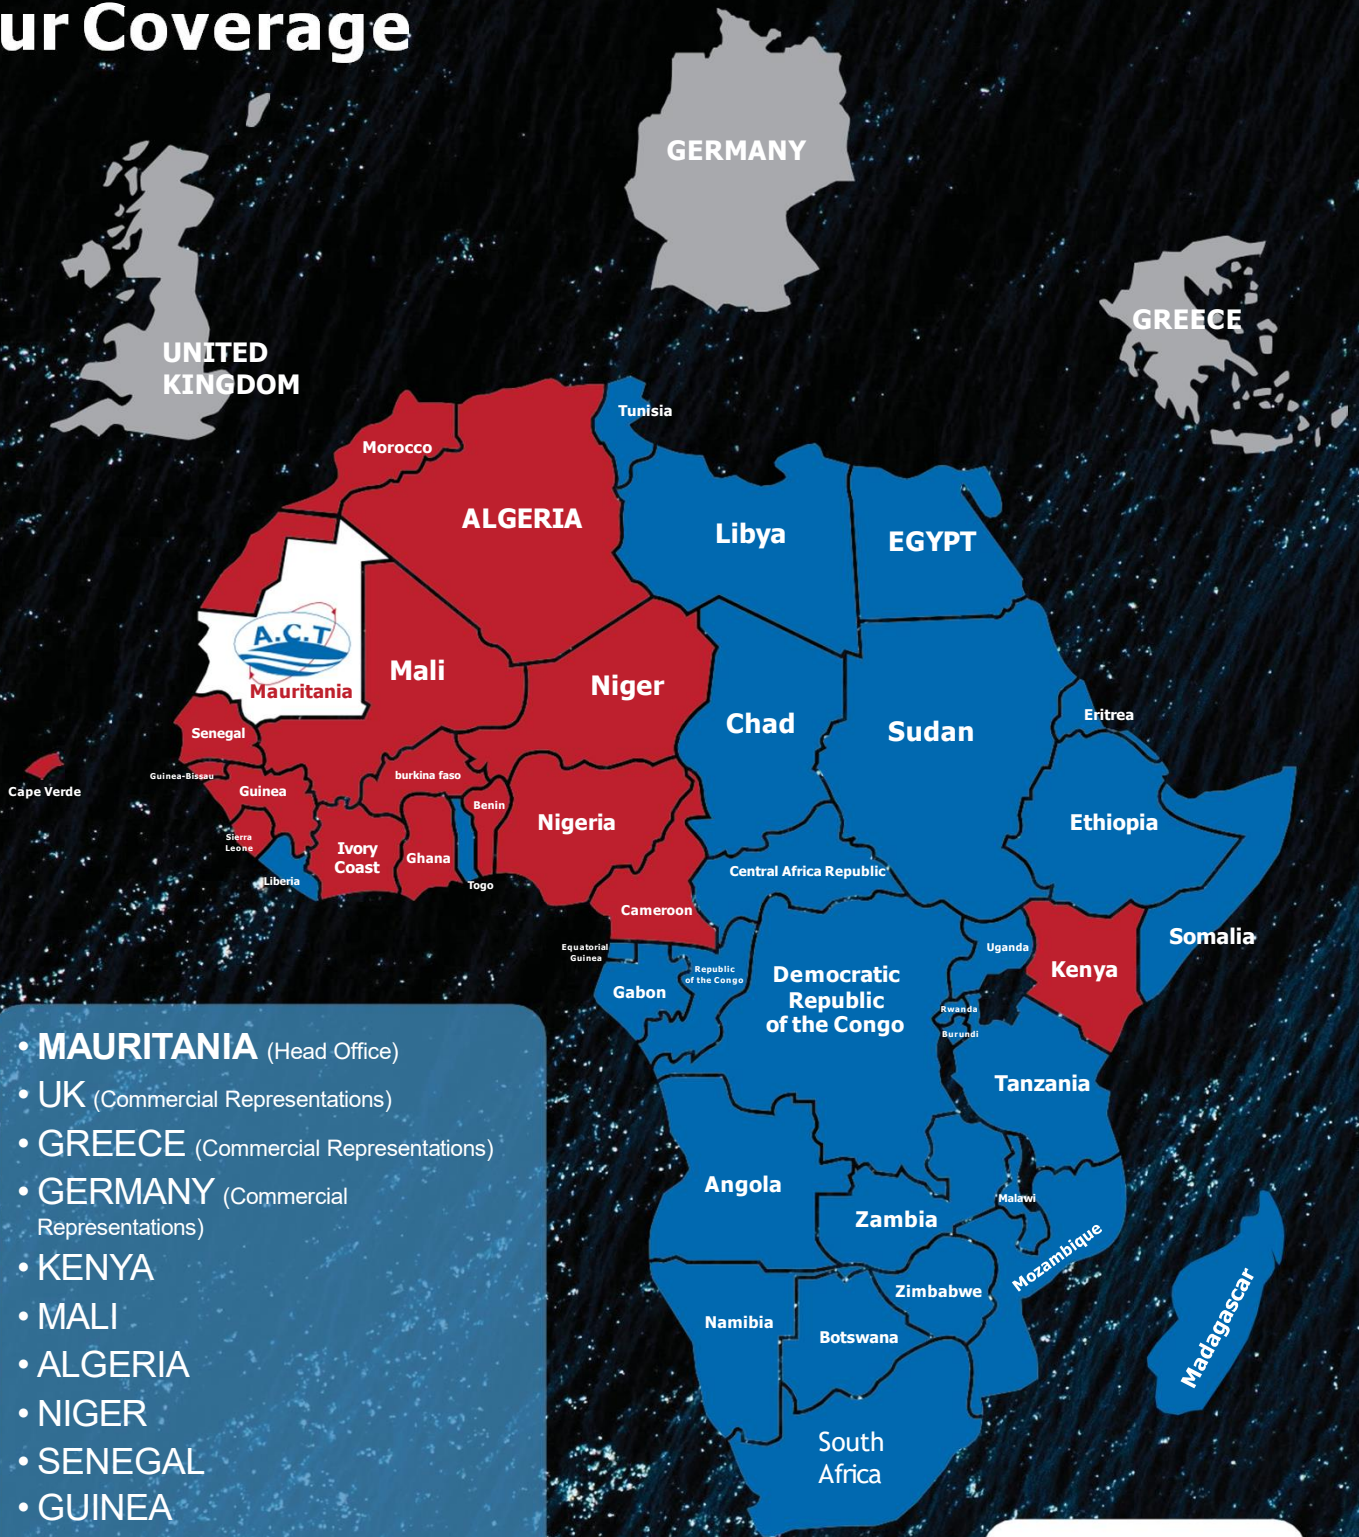 ur Coverage
GERMANY
GREECE
UNITED
KINGDOM
Tunisia
Morocco
ALGERIA
Libya
EGYPT
A.C.T
Mauritania
Mali
Niger
Chad
Sudan
Eritrea
Senegal
Guinea-Bissau
Cape Verde
Guinea
burkina faso
Benin
Nigeria
Ethiopia
Sierra
Leone
Ivory
Coast
Ghana
Liberia
Togo
Central Africa Republic
Cameroon
Somalia
Equatorial
Guinea
Uganda
Kenya
Republic
of the Congo
Gabon
Democratic
Republic
of the Congo
Rwanda
Burundi
Tanzania
Angola
Malawi
Zambia
Mozambique
Zimbabwe
Namibia
Botswana
Madagascar
South
Africa
• MAURITANIA (Head Office)
• UK (Commercial Representations)
• GREECE (Commercial Representations)
• GERMANY (Commercial
Representations)
• KENYA
• MALI
• ALGERIA
• NIGER
• SENEGAL
• GUINEA